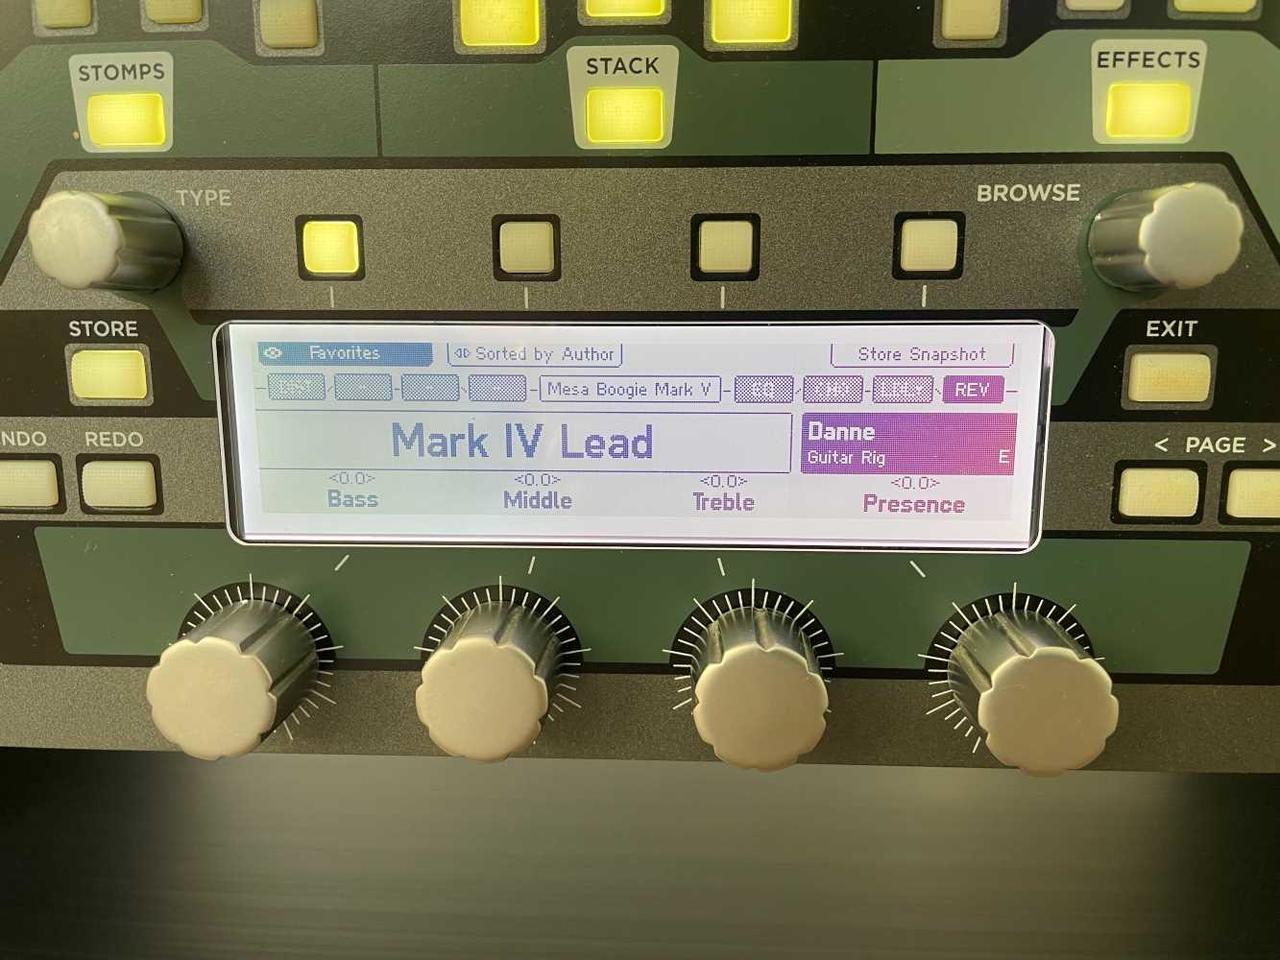 STOMPS
STACK
EFFECTS
TYPE
BROWSE
STORE
EXIT
Favorites
Sorted by Author
Store Snapshot
Mesa Boogie Mark V
EQ
REV
Mark IV Lead
Danne
Guitar Rig E
NDO
REDO
< PAGE >
<0.0> <0.0> <0.0> <0.0>
Bass Middle Treble Presence